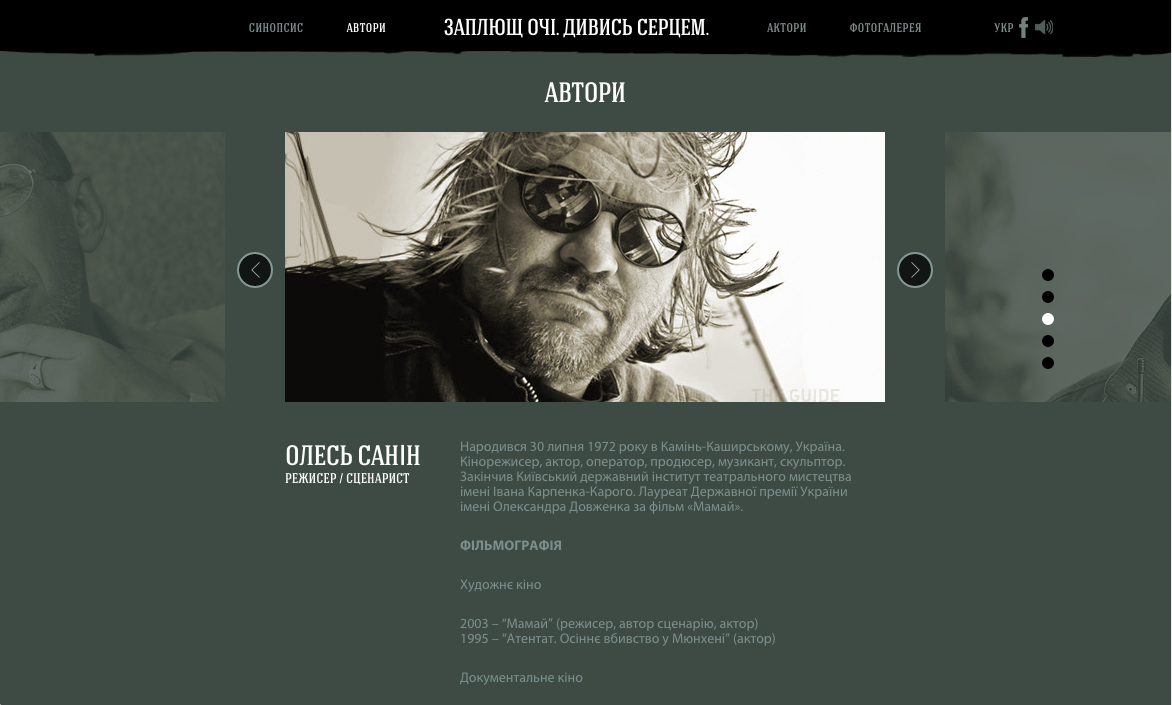 СИНОПСИС
АВТОРИ
ЗАПЛЮЩ ОЧІ. ДИВИСЬ СЕРЦЕМ.
АКТОРИ
ФОТОГАЛЕРЕЯ
УКР
АВТОРИ
THE GUIDE
ОЛЕСЬ САНІН
РЕЖИСЕР / СЦЕНАРИСТ
Народився 30 липня 1972 року в Камінь-Каширському, Україна.
Кінорежисер, актор, оператор, продюсер, музикант, скульптор.
Закінчив Київський державний інститут театрального мистецтва
імені Івана Карпенка-Карого. Лауреат Державної премії України
імені Олександра Довженка за фільм «Мамай».
ФІЛЬМОГРАФІЯ
Художнє кіно
2003 – “Мамай” (режисер, автор сценарію, актор)
1995 – “Атентат. Осіннє вбивство у Мюнхені” (актор)
Документальне кіно